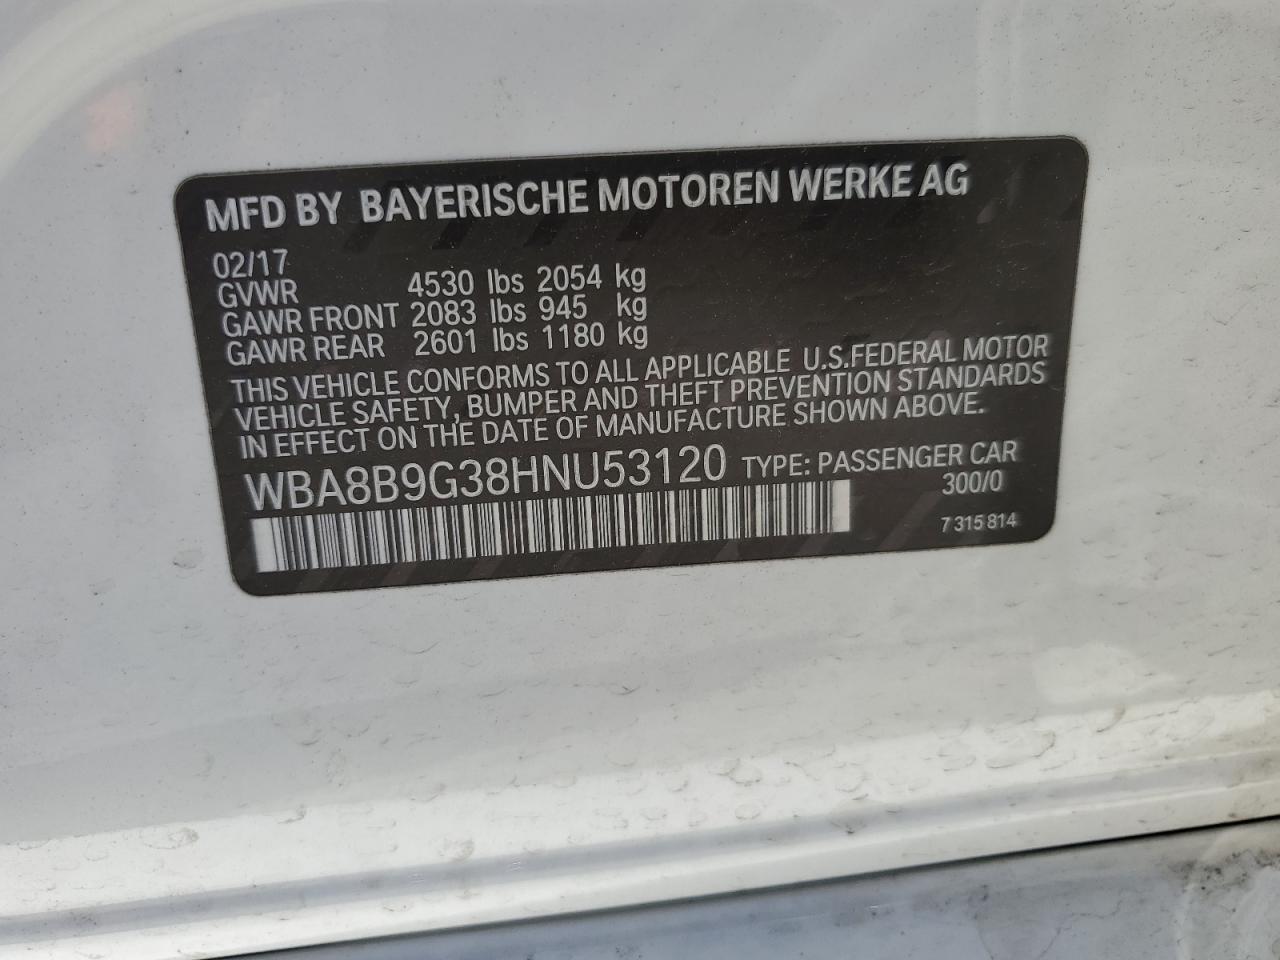 MFD BY BAYERISCHE MOTOREN WERKE AG
02/17
GVWR 4530 lbs 2054 kg
GAWR FRONT 2083 lbs 945 kg
GAWR REAR 2601 lbs 1180 kg
THIS VEHICLE CONFORMS TO ALL APPLICABLE U.S.FEDERAL MOTOR
VEHICLE SAFETY, BUMPER AND THEFT PREVENTION STANDARDS
IN EFFECT ON THE DATE OF MANUFACTURE SHOWN ABOVE.
WBA8B9G38HNU53120 TYPE: PASSENGER CAR
300/0
7 315 814